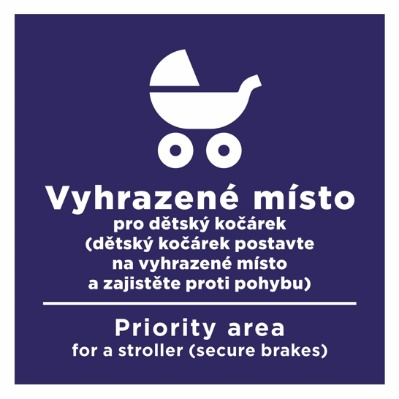 Vyhrazené místo
pro dětský kočárek
(dětský kočárek postavte
na vyhrazené místo
a zajistěte proti pohybu)
Priority area
for a stroller (secure brakes)